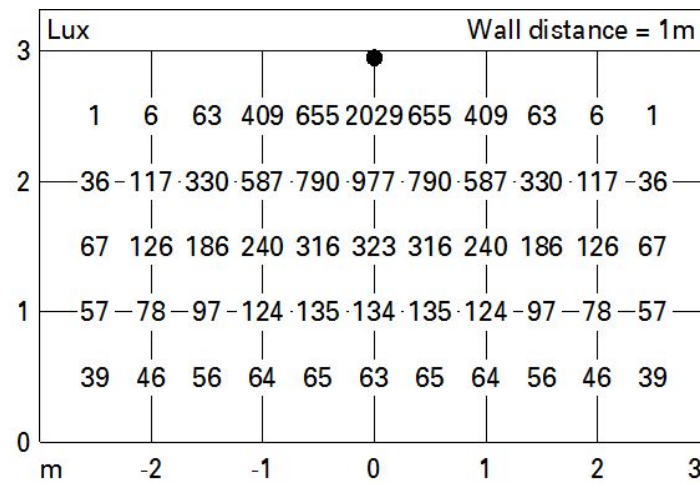 Lux Wall distance = 1m
3
1 6 63 409 655 2029 655 409 63 6 1
2 36 117 330 587 790 977 790 587 330 117 36
67 126 186 240 316 323 316 240 186 126 67
1 57 78 97 124 135 134 135 124 97 78 57
39 46 56 64 65 63 65 64 56 46 39
0
m -2 -1 0 1 2 3